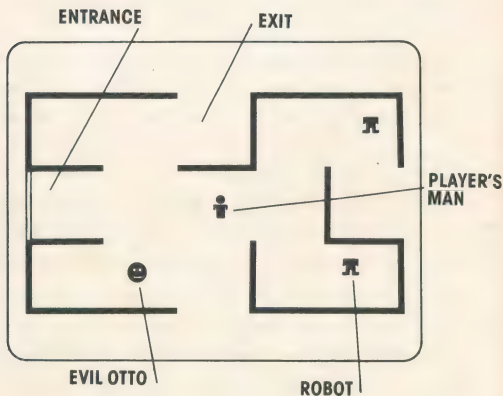 ENTRANCE
EXIT
PLAYER'S
MAN
EVIL OTTO
ROBOT